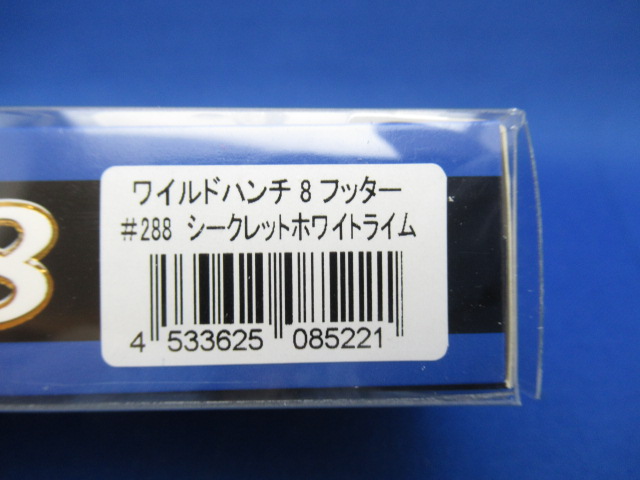 ワイルドハンチ 8 フッター
#288 シークレットホワイトライム
4 533625 085221
8